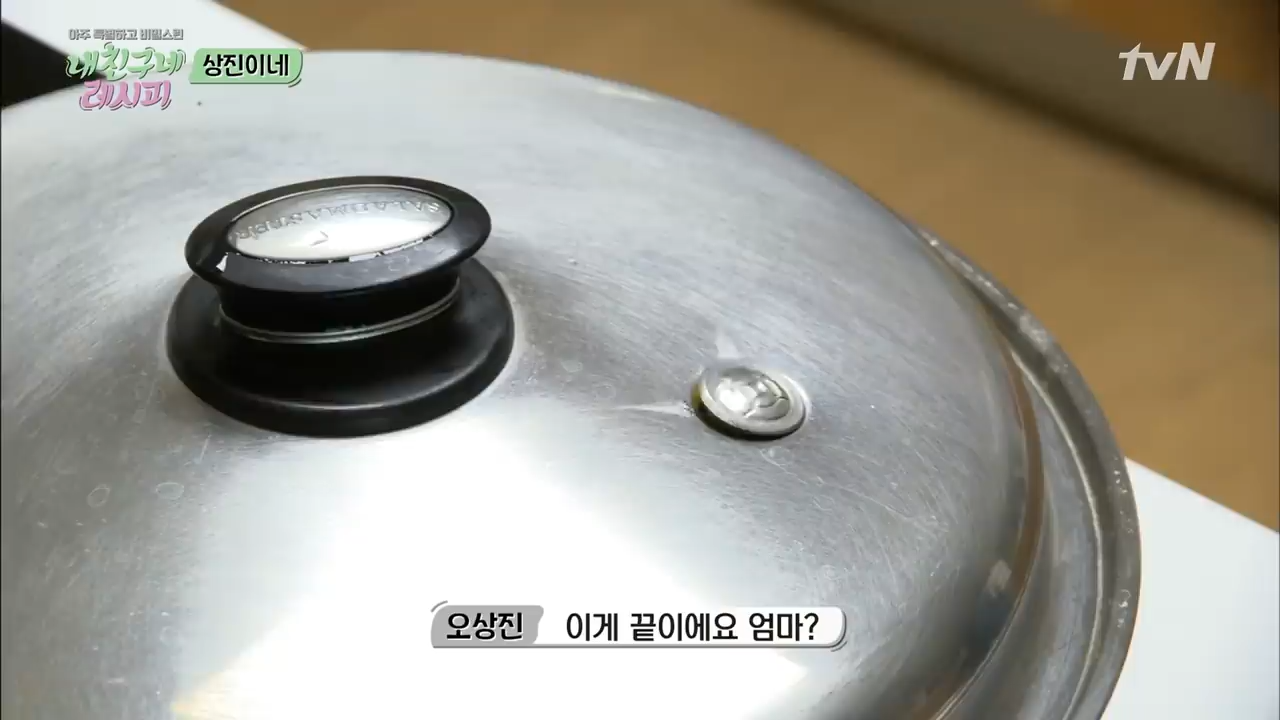 아주 특별하고 비밀스런
내 친구네
레시피
상진이네
tvN
SALADMASTER
오상진 이게 끝이에요 엄마?